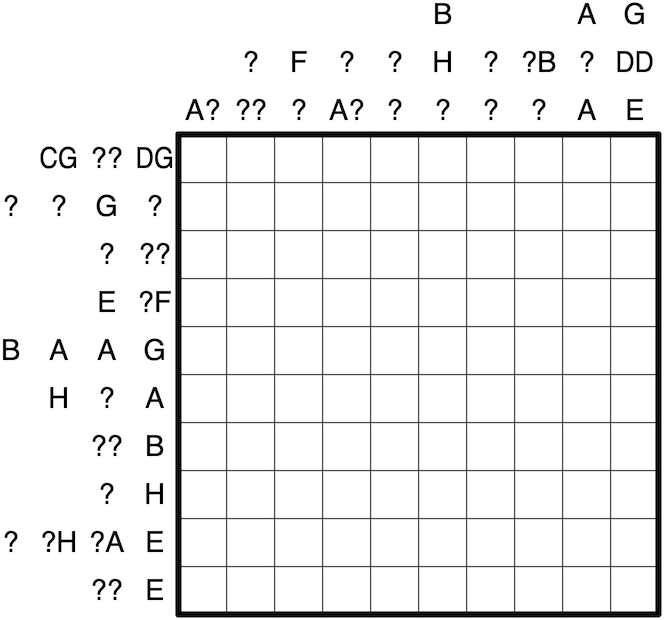 B A G
? F ? ? H ? ?B ? DD
A? ?? ? A? ? ? ? ? A E
CG ?? DG
? ? G ?
? ??
E ?F
B A A G
H ? A
?? B
? H
? ?H ?A E
?? E